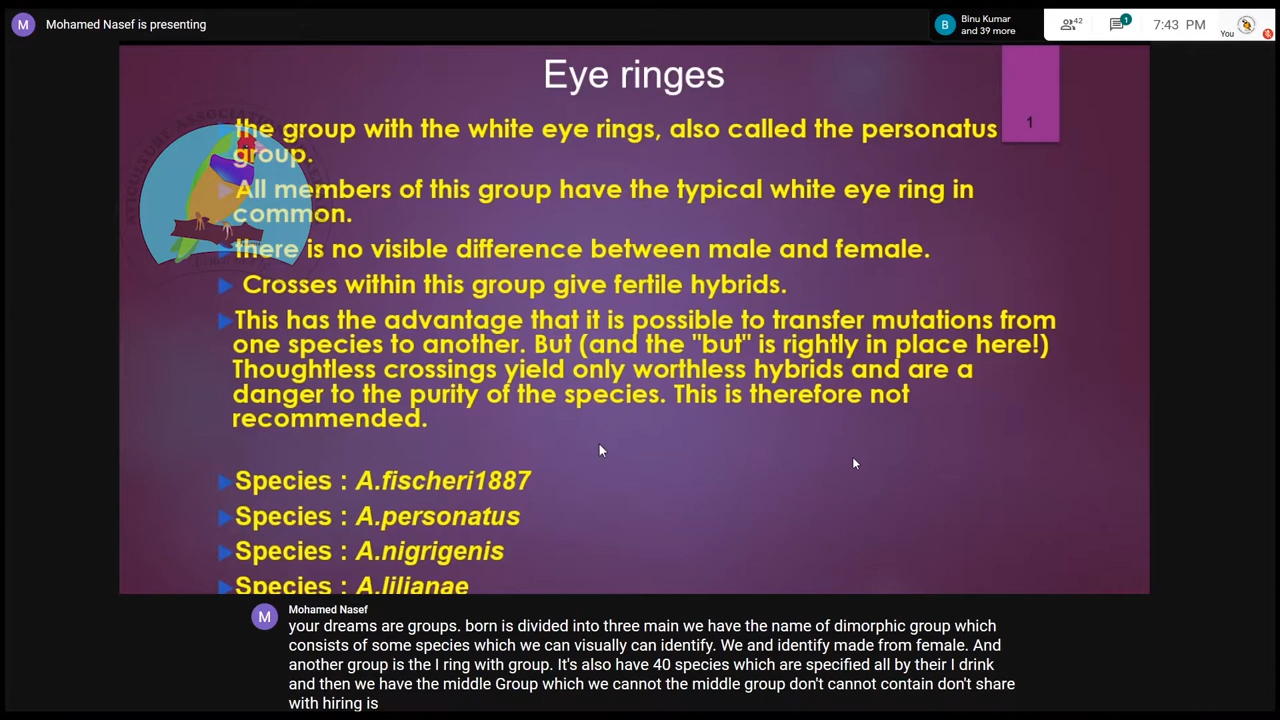 M Mohamed Nasef is presenting
B Binu Kumar
and 39 more
42
1
7:43 PM
You
Eye ringes
1
the group with the white eye rings, also called the personatus
group.
All members of this group have the typical white eye ring in
common.
there is no visible difference between male and female.
Crosses within this group give fertile hybrids.
This has the advantage that it is possible to transfer mutations from
one species to another. But (and the "but" is rightly in place here!)
Thoughtless crossings yield only worthless hybrids and are a
danger to the purity of the species. This is therefore not
recommended.
Species : A.fischeri1887
Species : A.personatus
Species : A.nigrigenis
Species : A.lilianae
M Mohamed Nasef
your dreams are groups. born is divided into three main we have the name of dimorphic group which
consists of some species which we can visually can identify. We and identify made from female. And
another group is the I ring with group. It's also have 40 species which are specified all by their I drink
and then we have the middle Group which we cannot the middle group don't cannot contain don't share
with hiring is